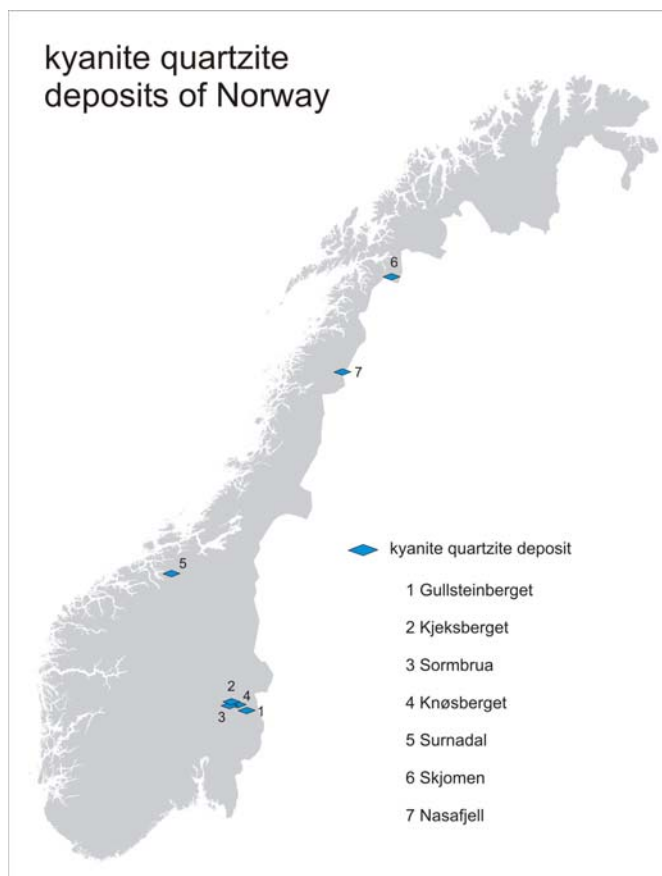 kyanite quartzite
deposits of Norway
6
7
5
2
4
3
1
kyanite quartzite deposit
1 Gullsteinberget
2 Kjeksberget
3 Sormbrua
4 Knøsberget
5 Surnadal
6 Skjomen
7 Nasafjell